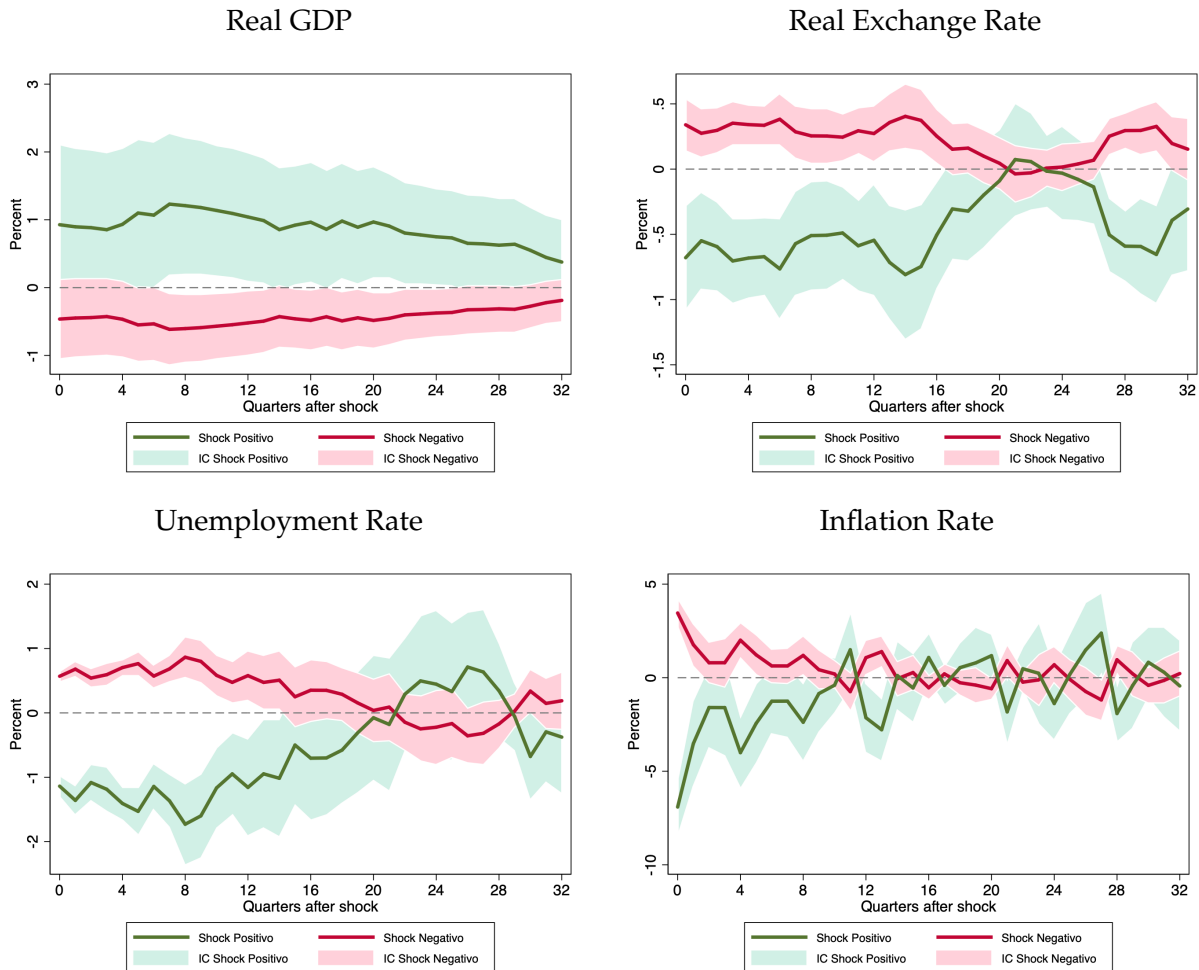 Real GDP
Percent
3
2
1
0
-1
0 4 8 12 16 20 24 28 32
Quarters after shock
Shock Positivo Shock Negativo
IC Shock Positivo IC Shock Negativo
Real Exchange Rate
Percent
.5
0
-.5
-1
-1.5
0 4 8 12 16 20 24 28 32
Quarters after shock
Shock Positivo Shock Negativo
IC Shock Positivo IC Shock Negativo
Unemployment Rate
Percent
2
1
0
-1
-2
0 4 8 12 16 20 24 28 32
Quarters after shock
Shock Positivo Shock Negativo
IC Shock Positivo IC Shock Negativo
Inflation Rate
Percent
5
0
-5
-10
0 4 8 12 16 20 24 28 32
Quarters after shock
Shock Positivo Shock Negativo
IC Shock Positivo IC Shock Negativo